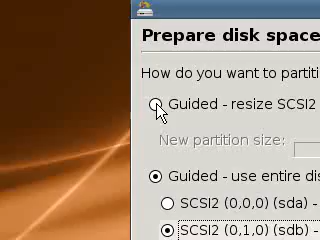 Prepare disk space
How do you want to partiti
Guided - resize SCSI2
New partition size:
Guided - use entire dis
SCSI2 (0,0,0) (sda) -
SCSI2 (0,1,0) (sdb) -